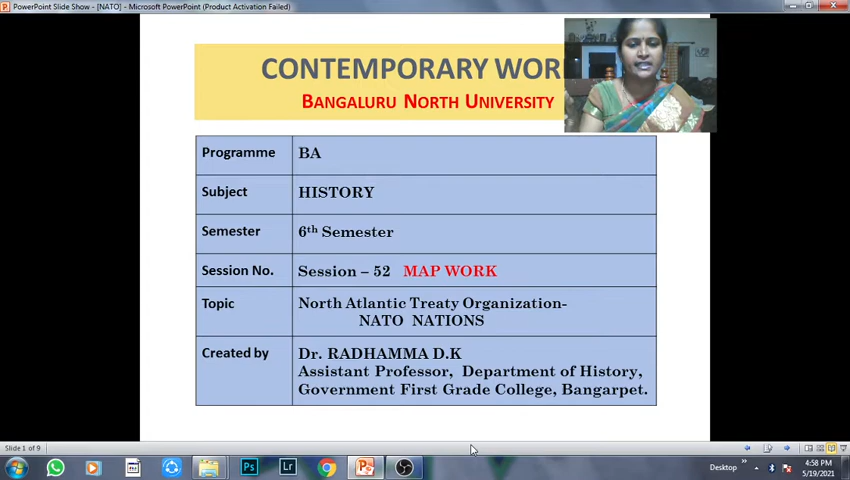 PowerPoint Slide Show - [NATO] - Microsoft PowerPoint (Product Activation Failed)
CONTEMPORARY
BANGALURU NORTH UNIVERSITY
Programme BA
Subject HISTORY
Semester 6th Semester
Session No. Session – 52 MAP WORK
Topic North Atlantic Treaty Organization-
NATO NATIONS
Created by Dr. RADHAMMA D.K
Assistant Professor, Department of History,
Government First Grade College, Bangarpet.
Slide 1 of 9
Ps
Lr
Desktop
4:58 PM
5/19/2021